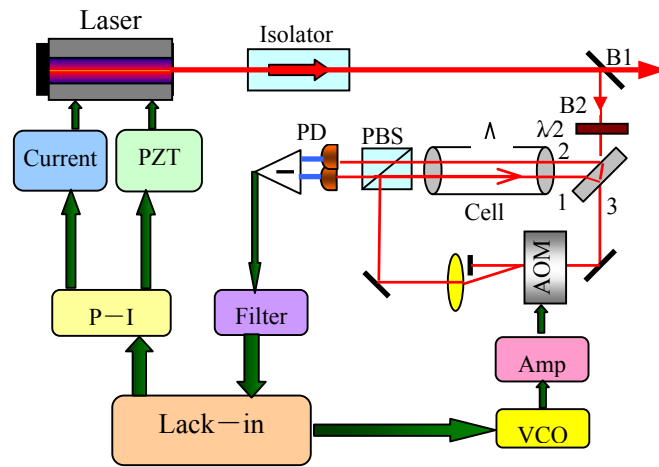 Laser
Isolator
B1
B2
PD
PBS
Λ
λ/2
2
Current
PZT
Cell
1
3
AOM
P－I
Filter
Amp
Lack－in
VCO